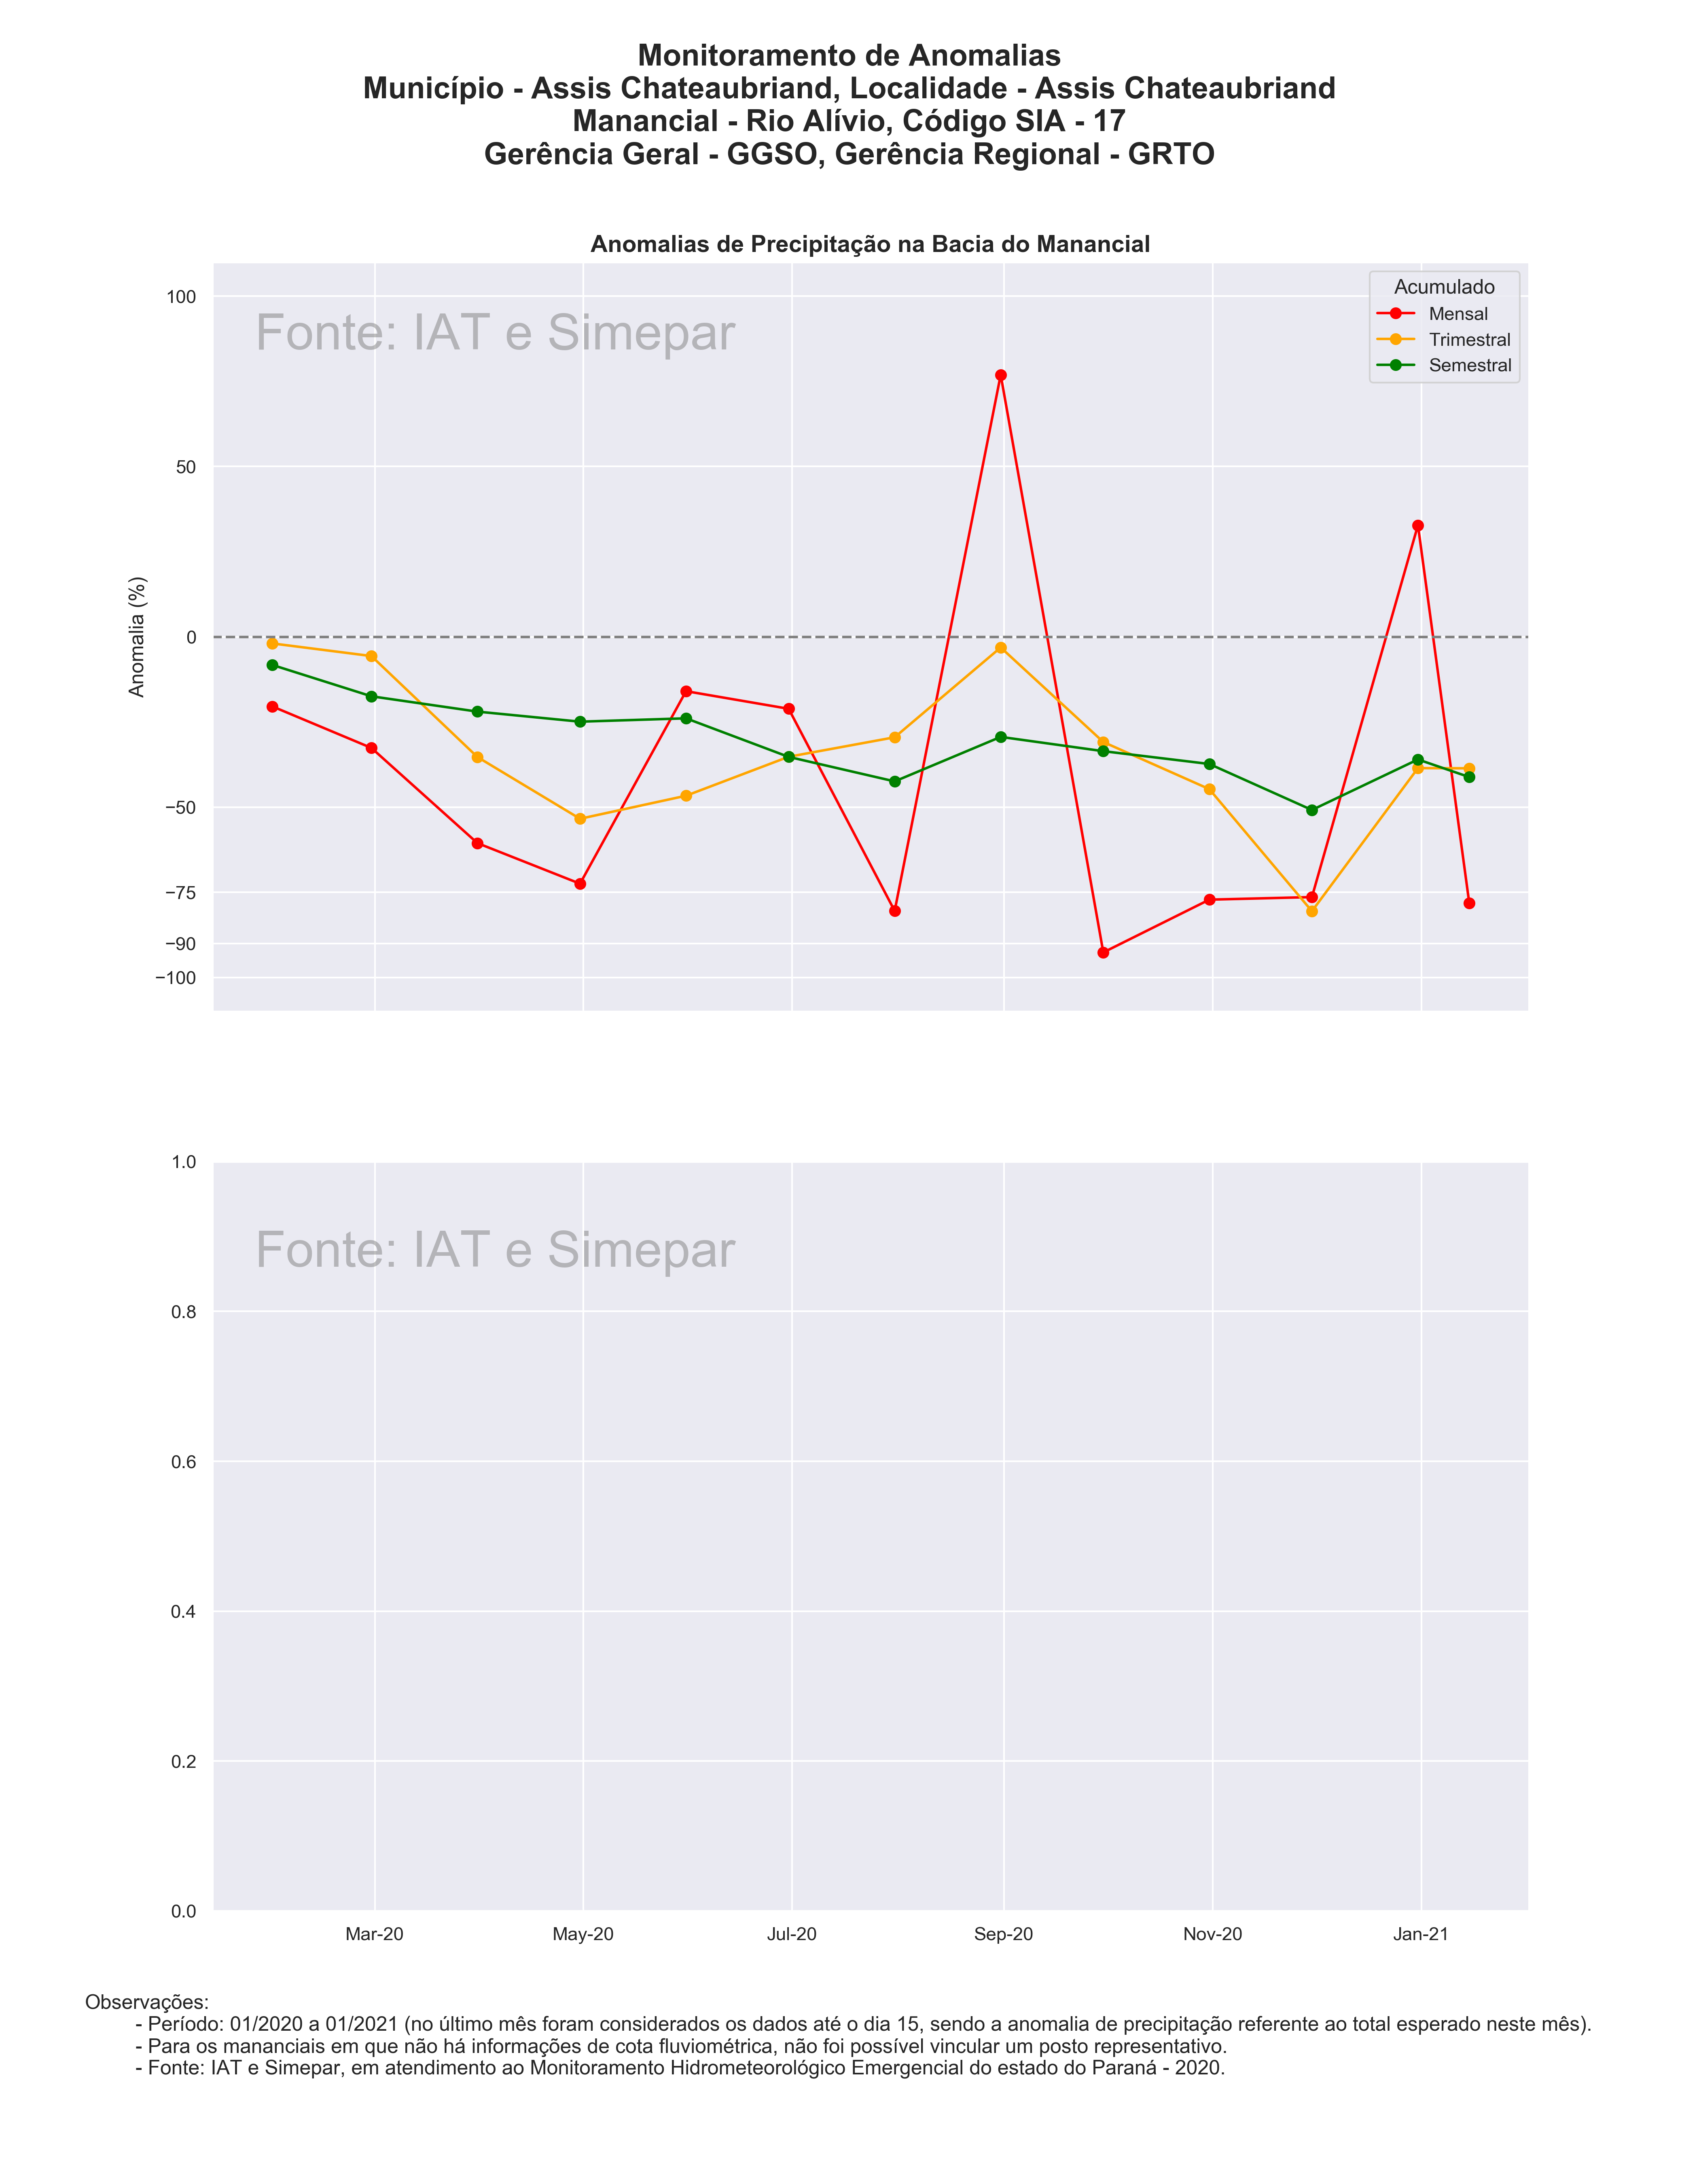 Monitoramento de Anomalias
Município - Assis Chateaubriand, Localidade - Assis Chateaubriand
Manancial - Rio Alívio, Código SIA - 17
Gerência Geral - GGSO, Gerência Regional - GRTO
Anomalias de Precipitação na Bacia do Manancial
Fonte: IAT e Simepar
Acumulado
Mensal
Trimestral
Semestral
Anomalia (%)
100
50
0
−50
−75
−90
−100
Fonte: IAT e Simepar
1.0
0.8
0.6
0.4
0.2
0.0
Mar-20 May-20 Jul-20 Sep-20 Nov-20 Jan-21
Observações:
- Período: 01/2020 a 01/2021 (no último mês foram considerados os dados até o dia 15, sendo a anomalia de precipitação referente ao total esperado neste mês).
- Para os mananciais em que não há informações de cota fluviométrica, não foi possível vincular um posto representativo.
- Fonte: IAT e Simepar, em atendimento ao Monitoramento Hidrometeorológico Emergencial do estado do Paraná - 2020.